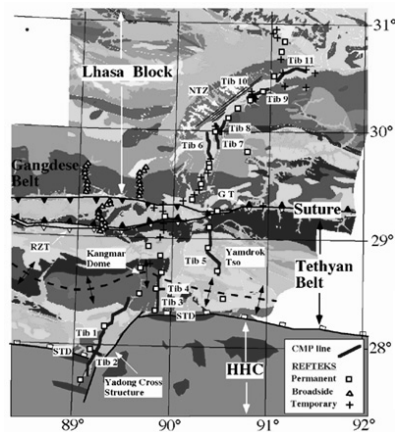 31°
Tib 11
Lhasa Block
Tib 10
NTZ
Tib 9
30°
Tib 8
Tib 6
Tib 7
Gangdese
Belt
GT
Suture
29°
RZT
Kangmar
Dome
Yamdrok
Tso
Tib 5
Tethyan
Belt
Tib 4
Tib 3
STD
Tib 1
CMP line
STD
Tib 2
28°
REFTEKS
Permanent
HHC
Yadong Cross
Structure
Broadside
Temporary
89°
90°
91°
92°